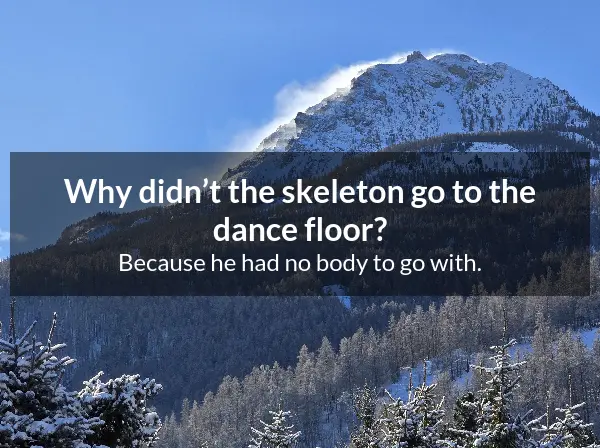 Why didn’t the skeleton go to the
dance floor?
Because he had no body to go with.